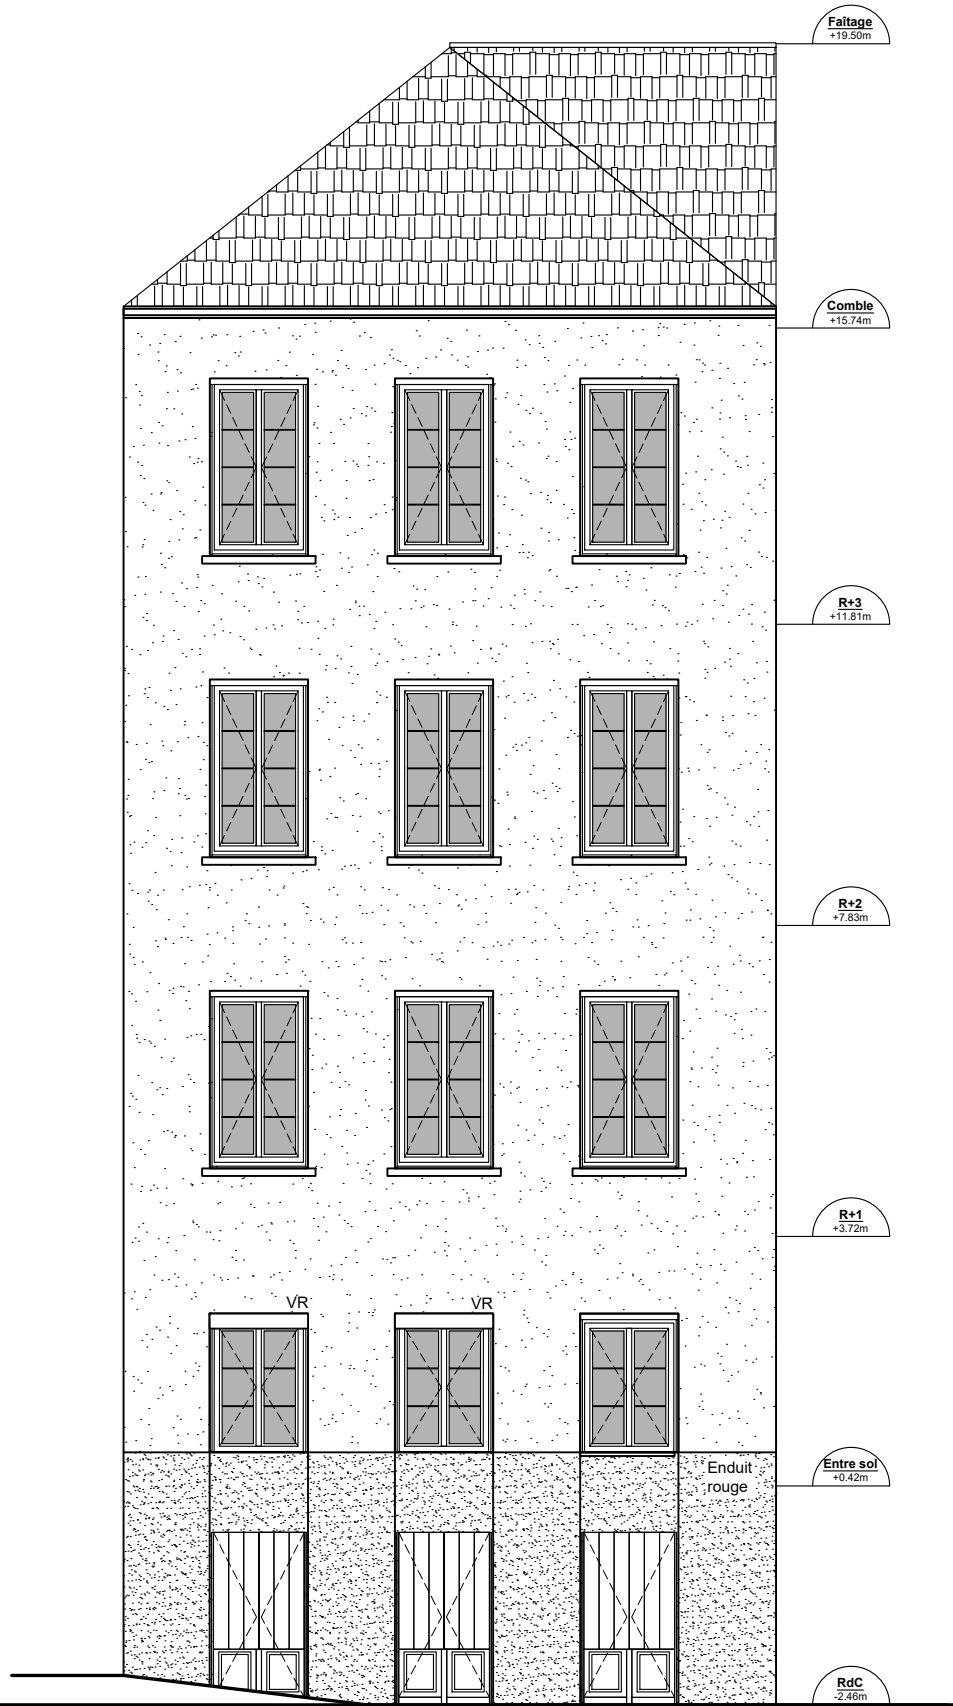 Faîtage
+19.50m
Comble
+15.74m
R+3
+11.81m
R+2
+7.83m
R+1
+3.72m
VR
VR
Entre sol
+0.42m
Enduit
rouge
RdC
-2.46m